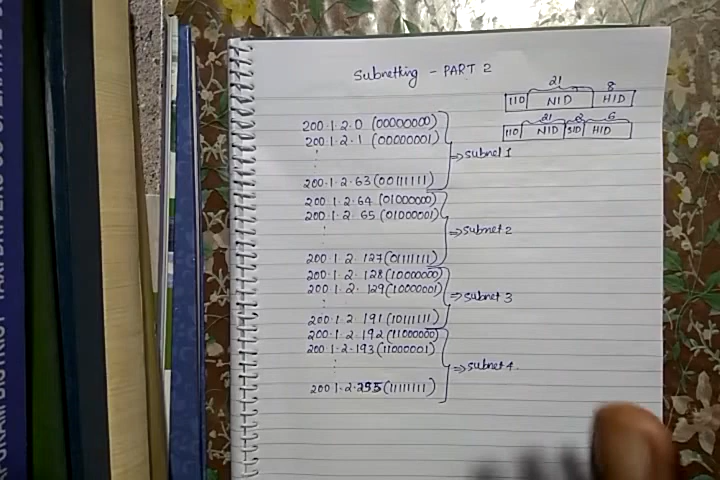 Subnetting - PART 2
21 8
110 NID HID
21 2 6
110 NID SID HID
200.1.2.0 (00000000)
200.1.2.1 (00000001)
200.1.2.63 (00111111)
⇒ subnet 1
200.1.2.64 (01000000)
200.1.2.65 (01000001)
200.1.2.127 (01111111)
⇒ subnet 2
200.1.2.128 (10000000)
200.1.2.129 (10000001)
200.1.2.191 (10111111)
⇒ subnet 3
200.1.2.192 (11000000)
200.1.2.193 (11000001)
200.1.2.255 (11111111)
⇒ subnet 4